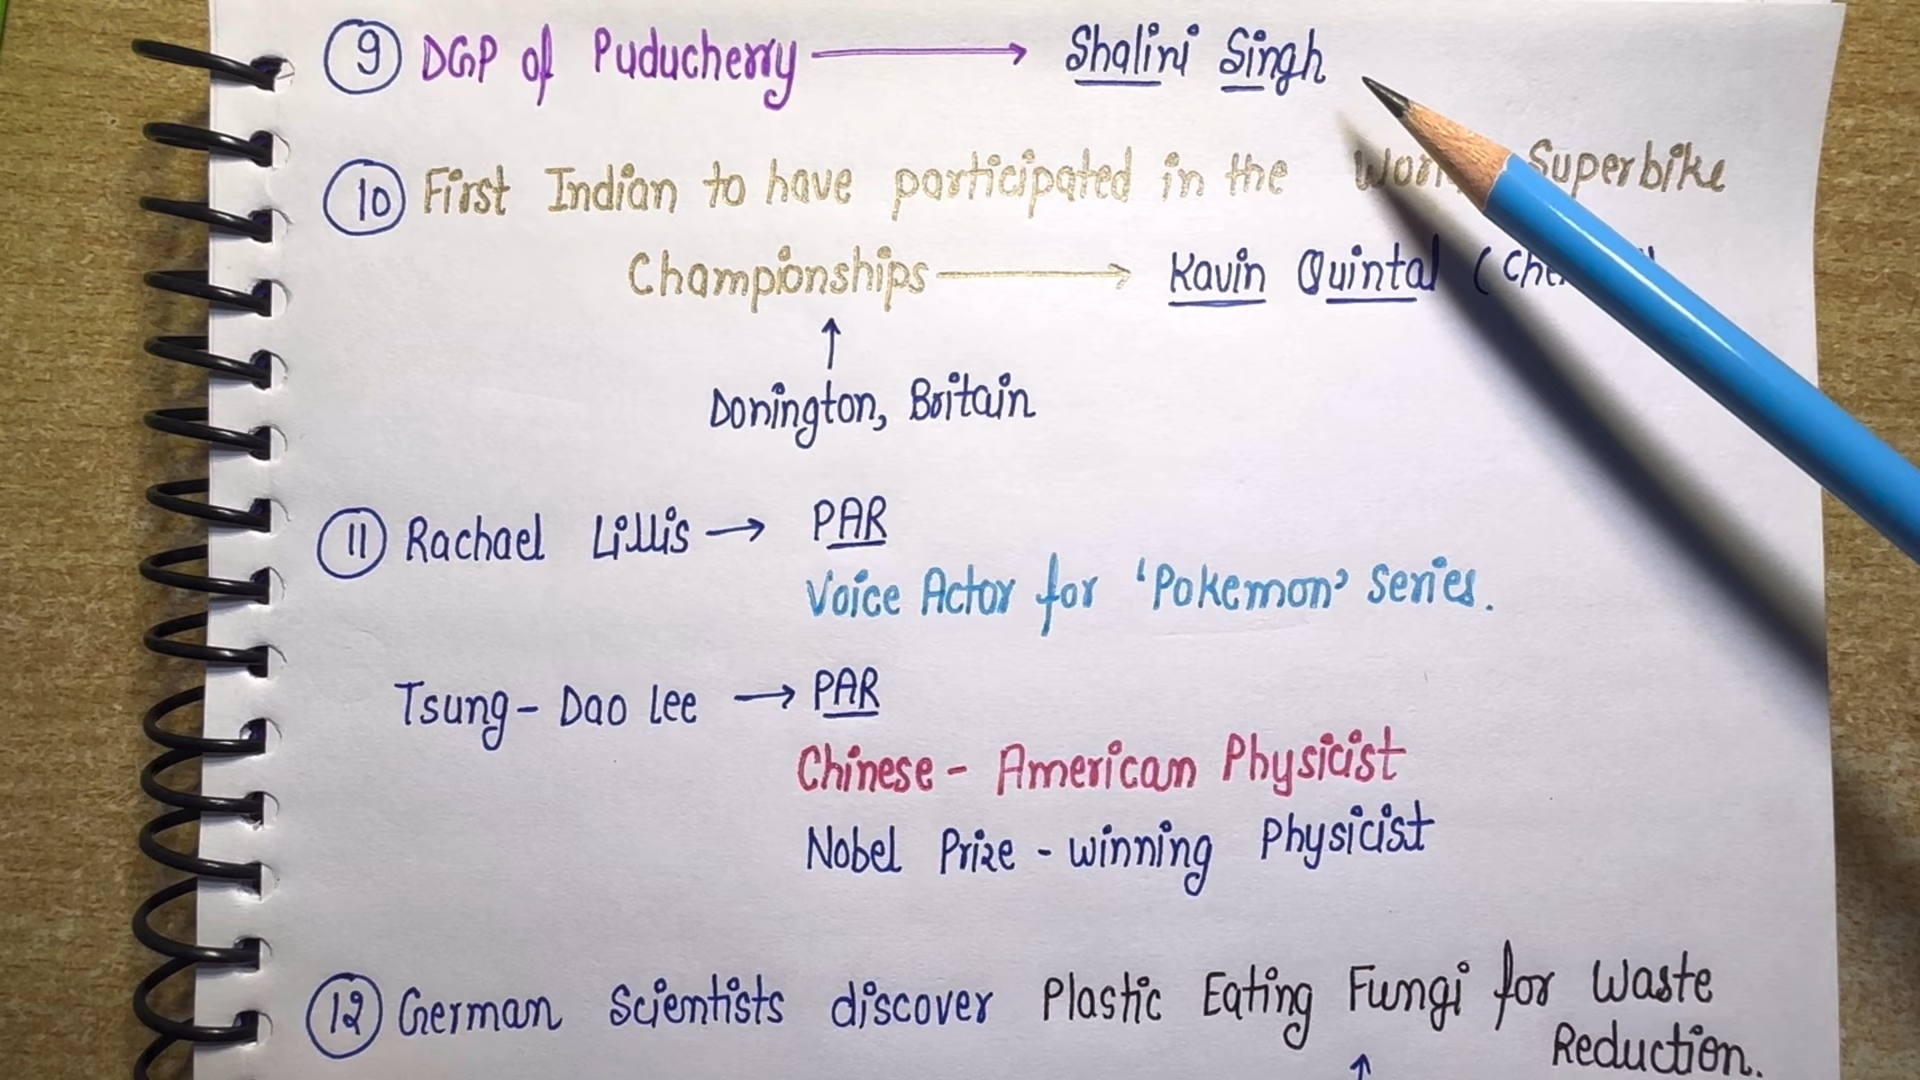 9 DGP of Puducherry → Shalini Singh
10 First Indian to have participated in the Superbike
Championships → Kavin Quintal
↑
Donington, Britain
11 Rachael Lillis → PAR
Voice Actor for 'Pokemon' series.
Tsung-Dao Lee → PAR
Chinese - American Physicist
Nobel Prize - winning Physicist
12 German Scientists discover Plastic Eating Fungi for Waste
Reduction.
↑